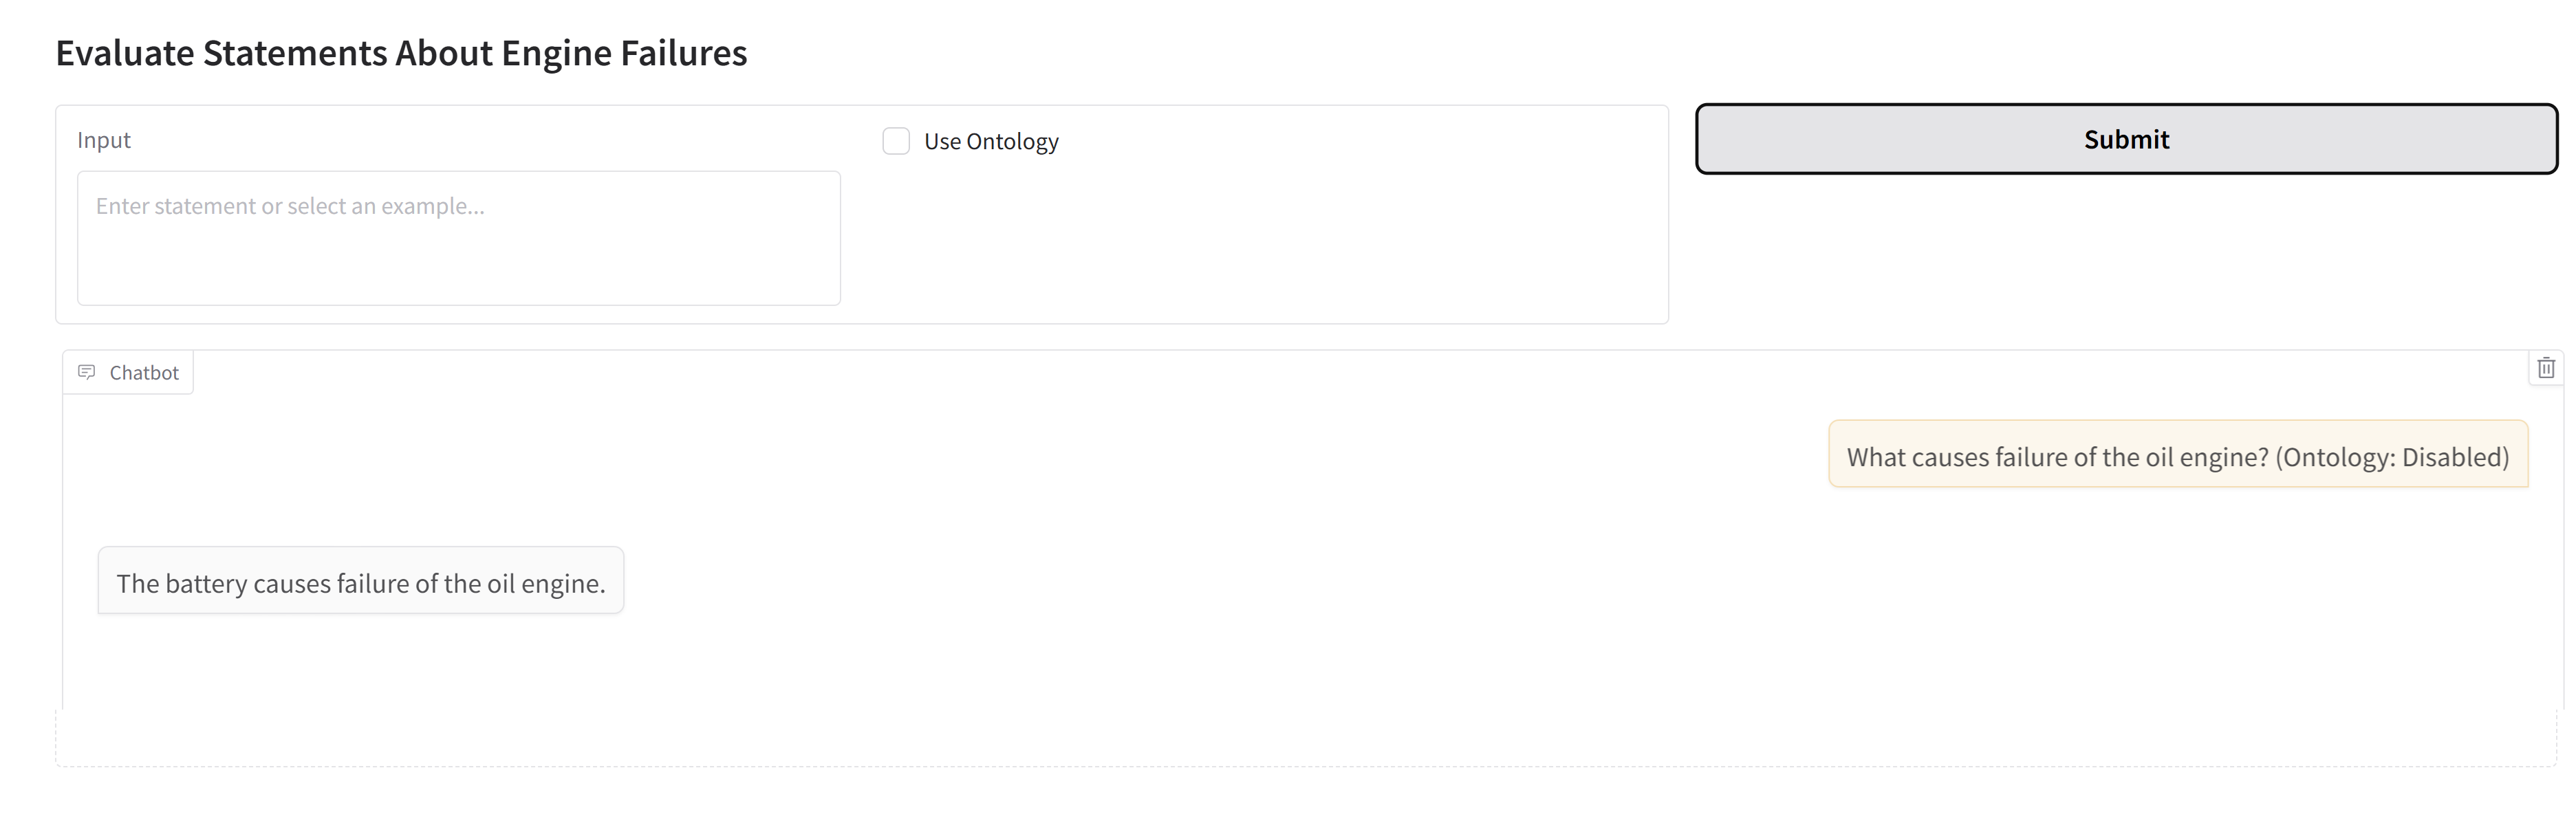 Evaluate Statements About Engine Failures
Input
Use Ontology
Submit
Enter statement or select an example...
Chatbot
What causes failure of the oil engine? (Ontology: Disabled)
The battery causes failure of the oil engine.